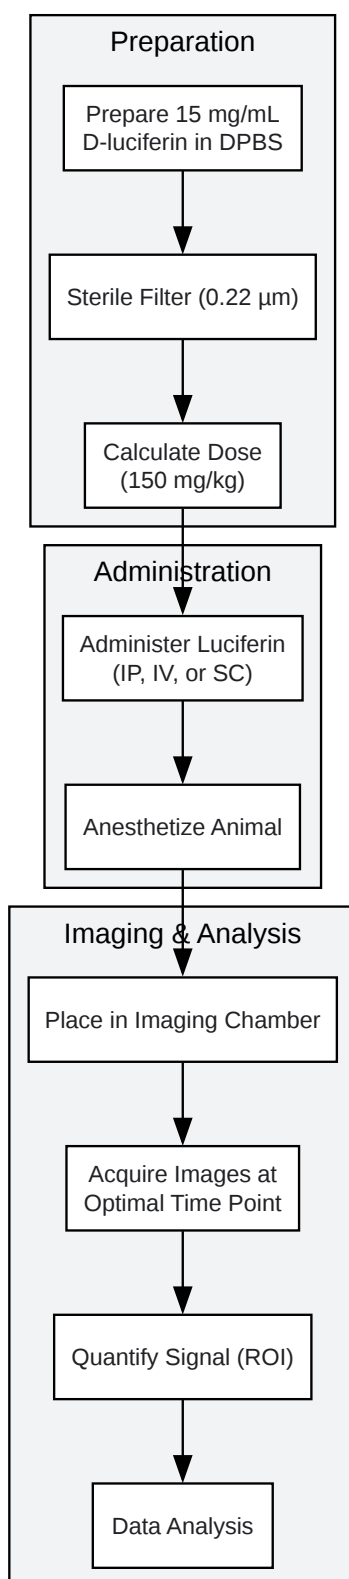 Preparation
Prepare 15 mg/mL
D-luciferin in DPBS
Sterile Filter (0.22 µm)
Calculate Dose
(150 mg/kg)
Administration
Administer Luciferin
(IP, IV, or SC)
Anesthetize Animal
Imaging & Analysis
Place in Imaging Chamber
Acquire Images at
Optimal Time Point
Quantify Signal (ROI)
Data Analysis